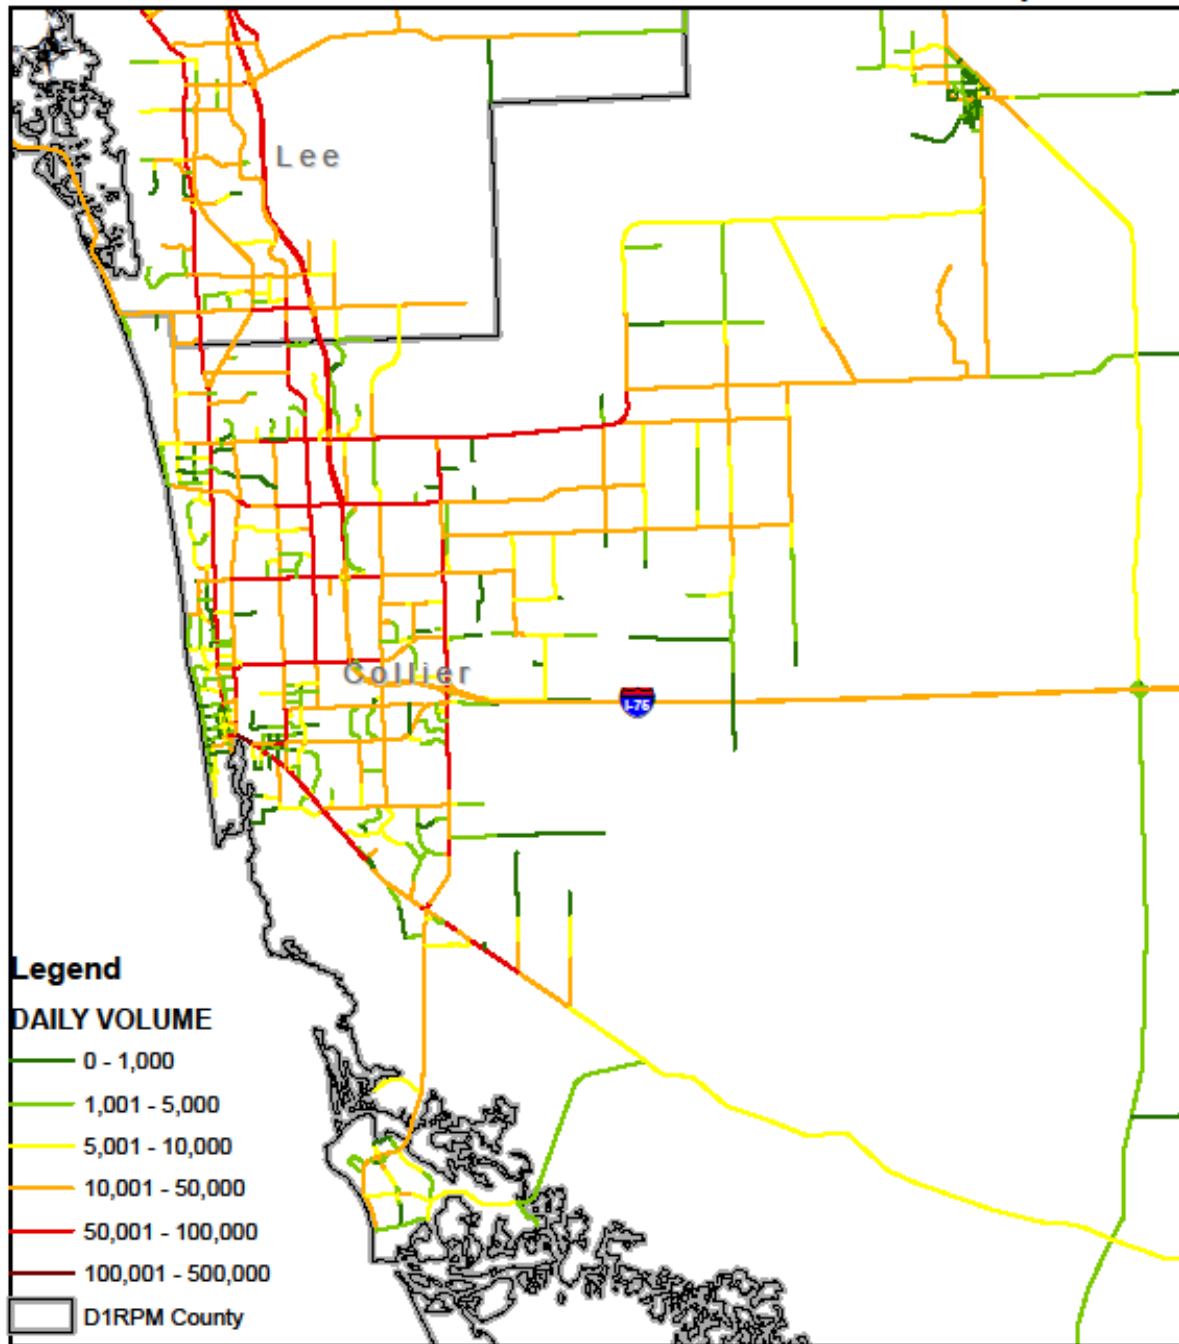 Lee
Collier
I-75
Legend
DAILY VOLUME
0 - 1,000
1,001 - 5,000
5,001 - 10,000
10,001 - 50,000
50,001 - 100,000
100,001 - 500,000
D1RPM County